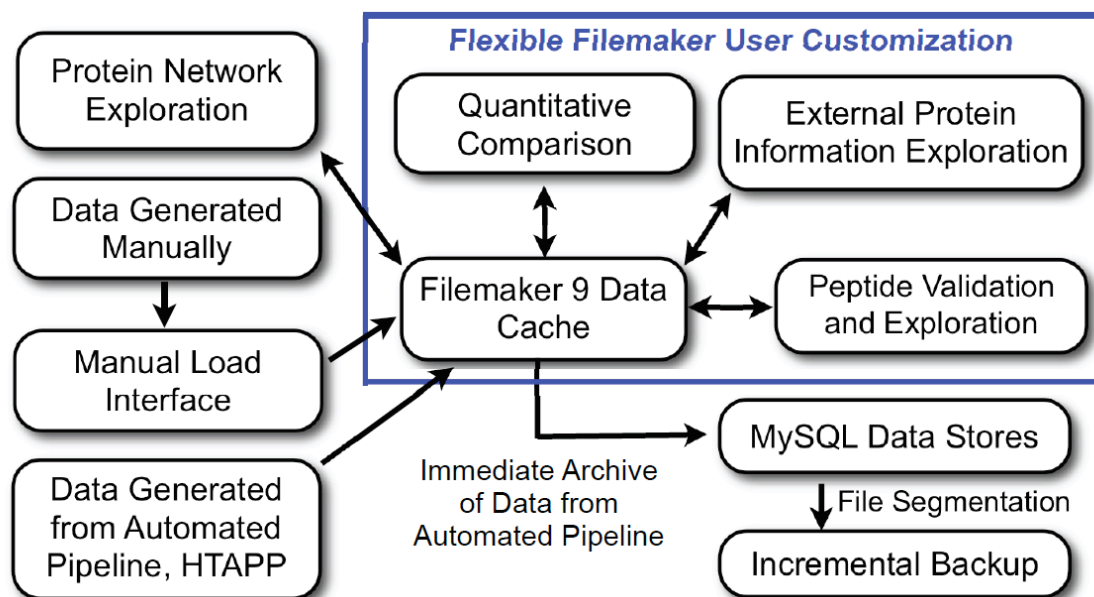 Flexible Filemaker User Customization
Protein Network
Exploration
Quantitative
Comparison
External Protein
Information Exploration
Data Generated
Manually
Filemaker 9 Data
Cache
Peptide Validation
and Exploration
Manual Load
Interface
MySQL Data Stores
Data Generated
from Automated
Pipeline, HTAPP
Immediate Archive
of Data from
Automated Pipeline
File Segmentation
Incremental Backup